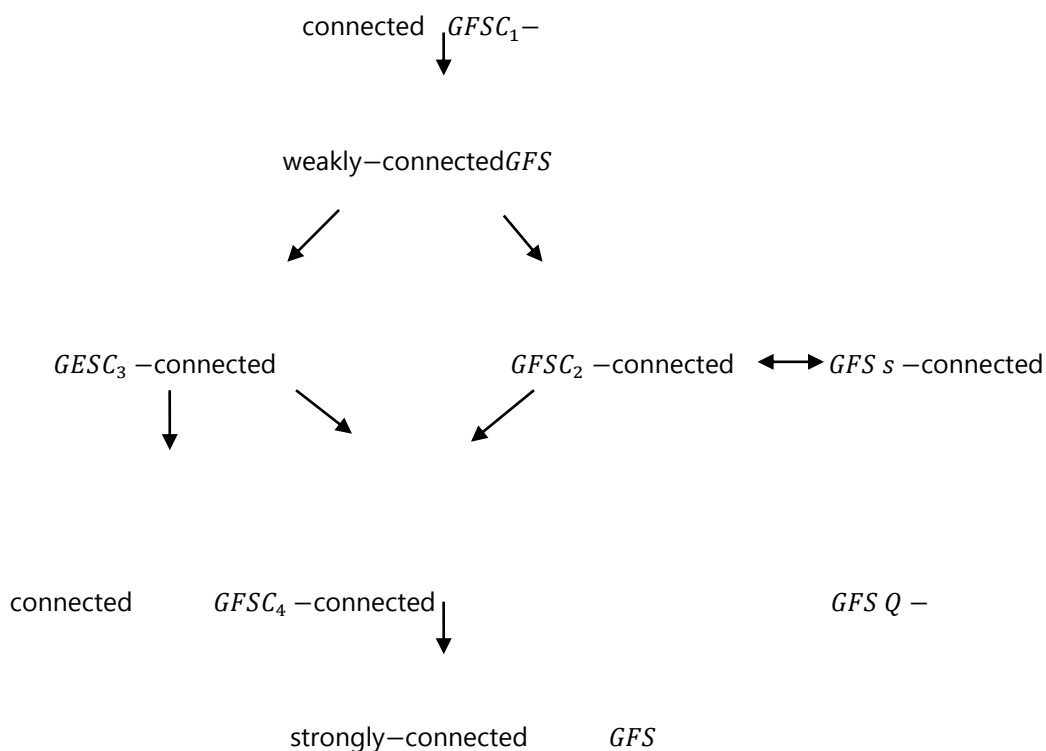 connected GFSC₁−
weakly−connectedGFS
GESC₃ −connected GFSC₂ −connected GFS s −connected
connected GFSC₄ −connected GFS Q −
strongly−connected GFS